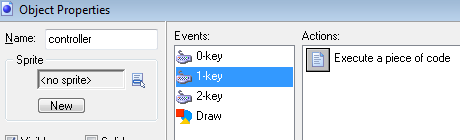 Object Properties
Name: controller
Events:
Actions:
0-key
Execute a piece of code
Sprite
1-key
<no sprite>
2-key
New
Draw